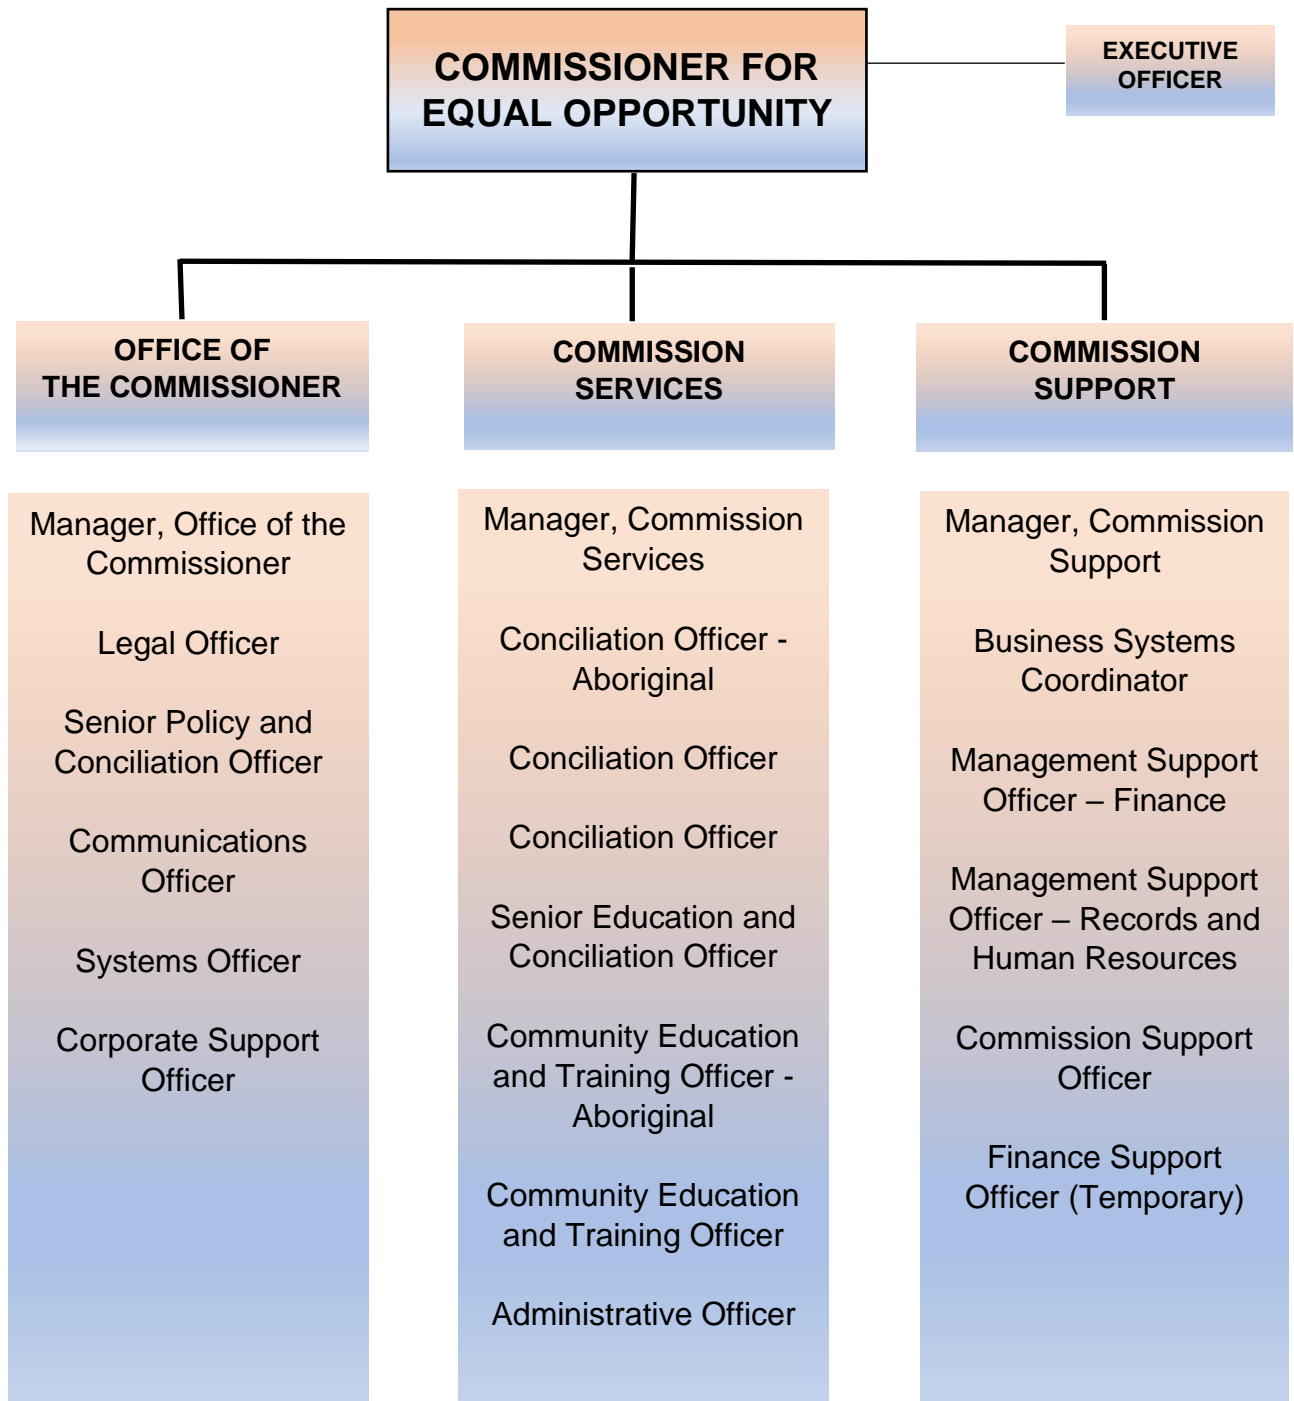 COMMISSIONER FOR
EQUAL OPPORTUNITY
EXECUTIVE
OFFICER
OFFICE OF
THE COMMISSIONER
COMMISSION
SERVICES
COMMISSION
SUPPORT
Manager, Office of the
Commissioner
Legal Officer
Senior Policy and
Conciliation Officer
Communications
Officer
Systems Officer
Corporate Support
Officer
Manager, Commission
Services
Conciliation Officer -
Aboriginal
Conciliation Officer
Conciliation Officer
Senior Education and
Conciliation Officer
Community Education
and Training Officer -
Aboriginal
Community Education
and Training Officer
Administrative Officer
Manager, Commission
Support
Business Systems
Coordinator
Management Support
Officer – Finance
Management Support
Officer – Records and
Human Resources
Commission Support
Officer
Finance Support
Officer (Temporary)